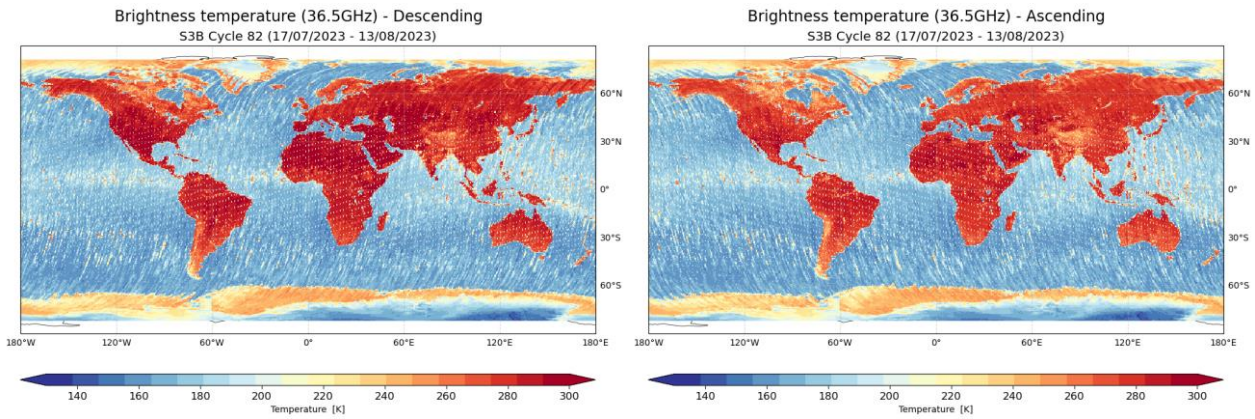 Brightness temperature (36.5GHz) - Descending
S3B Cycle 82 (17/07/2023 - 13/08/2023)
60°N
30°N
0°
30°S
60°S
180°W 120°W 60°W 0° 60°E 120°E 180°E
140 160 180 200 220 240 260 280 300
Temperature [K]
Brightness temperature (36.5GHz) - Ascending
S3B Cycle 82 (17/07/2023 - 13/08/2023)
60°N
30°N
0°
30°S
60°S
180°W 120°W 60°W 0° 60°E 120°E 180°E
140 160 180 200 220 240 260 280 300
Temperature [K]